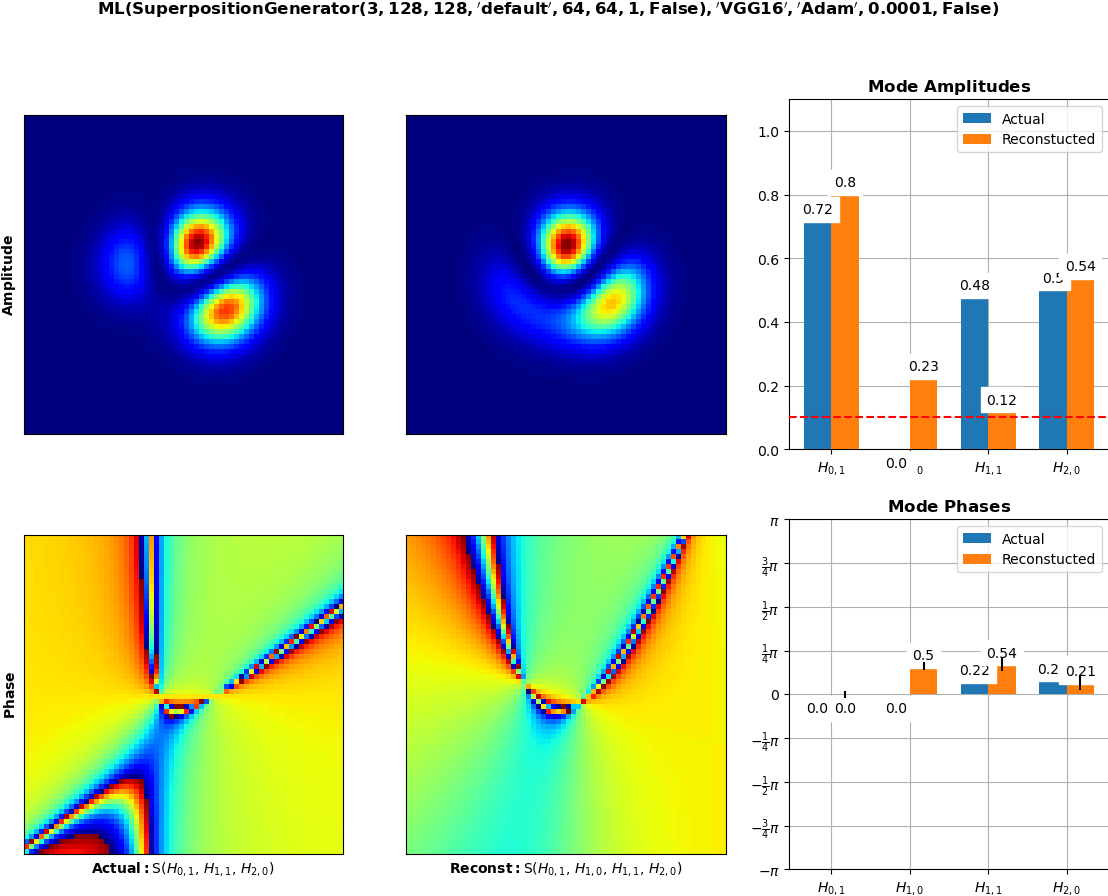 ML(SuperpositionGenerator(3, 128, 128, 'default', 64, 64, 1, False), 'VGG16', 'Adam', 0.0001, False)
Amplitude
Mode Amplitudes
Actual
Reconstucted
1.0
0.8
0.6
0.4
0.2
0.0
0.72
0.8
0.0
0.23
0.48
0.12
0.5
0.54
H0,1
0
H1,1
H2,0
Phase
Actual: S(H0,1, H1,1, H2,0)
Reconst: S(H0,1, H1,0, H1,1, H2,0)
Mode Phases
Actual
Reconstucted
π
3/4π
1/2π
1/4π
0
−1/4π
−1/2π
−3/4π
−π
0.0
0.0
0.0
0.5
0.22
0.54
0.2
0.21
H0,1
H1,0
H1,1
H2,0